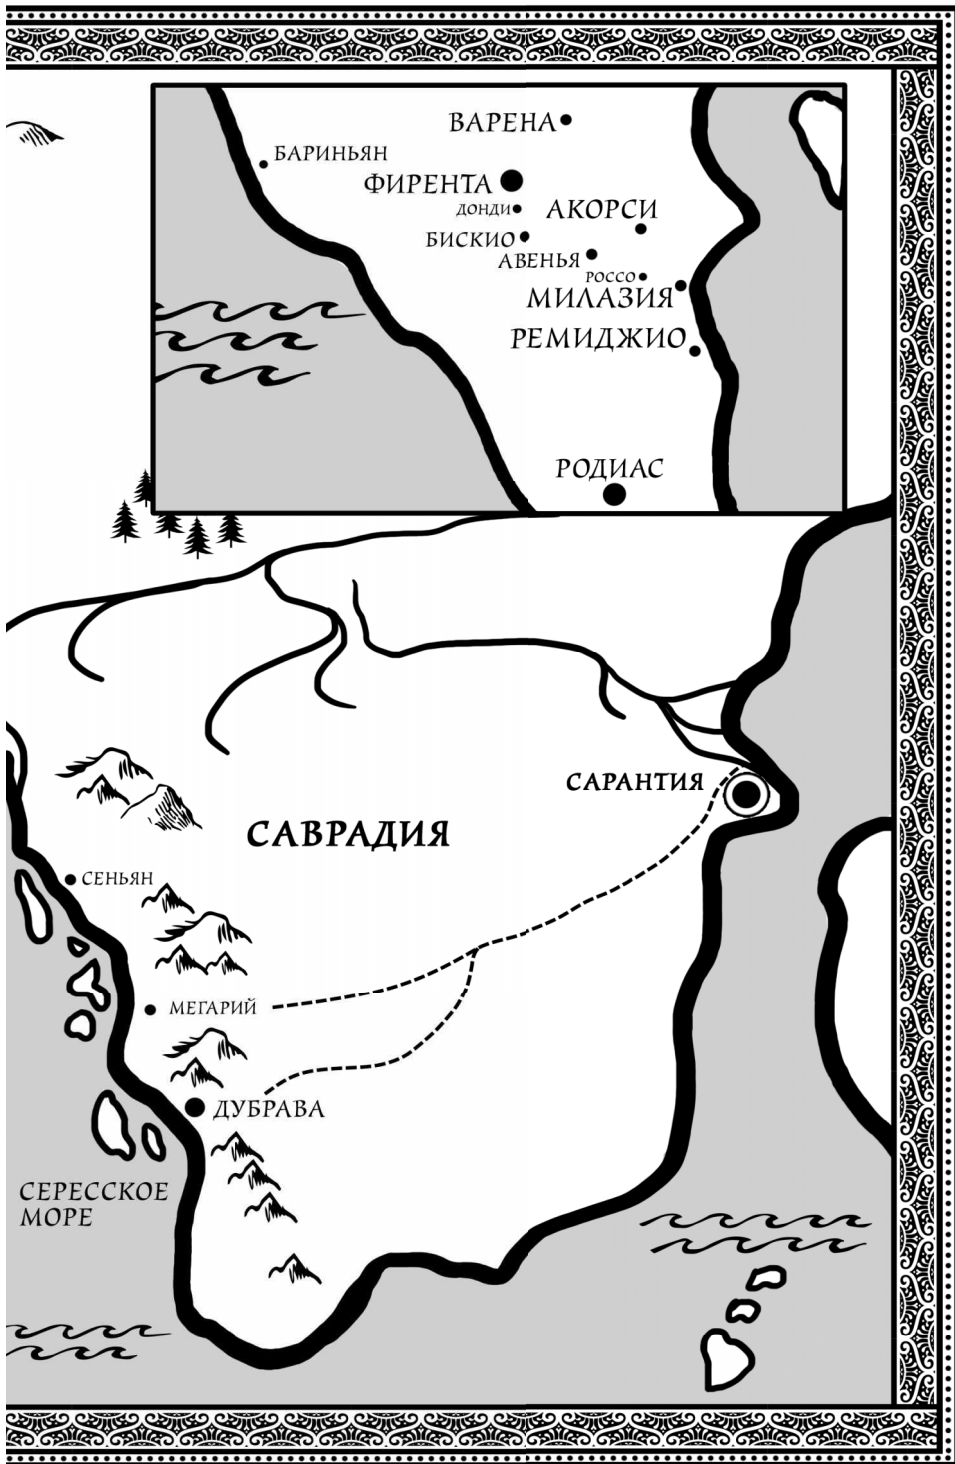 ВАРЕНА
БАРИНЬЯН
ФИРЕНТА
ДОНДИ
АКОРСИ
БИСКИО
АВЕНЬЯ
РОССО
МИЛАЗИЯ
РЕМИДЖИО
РОДИАС
САРАНТИЯ
САВРАДИЯ
СЕНЬЯН
МЕГАРИЙ
ДУБРАВА
СЕРЕССКОЕ
МОРЕ